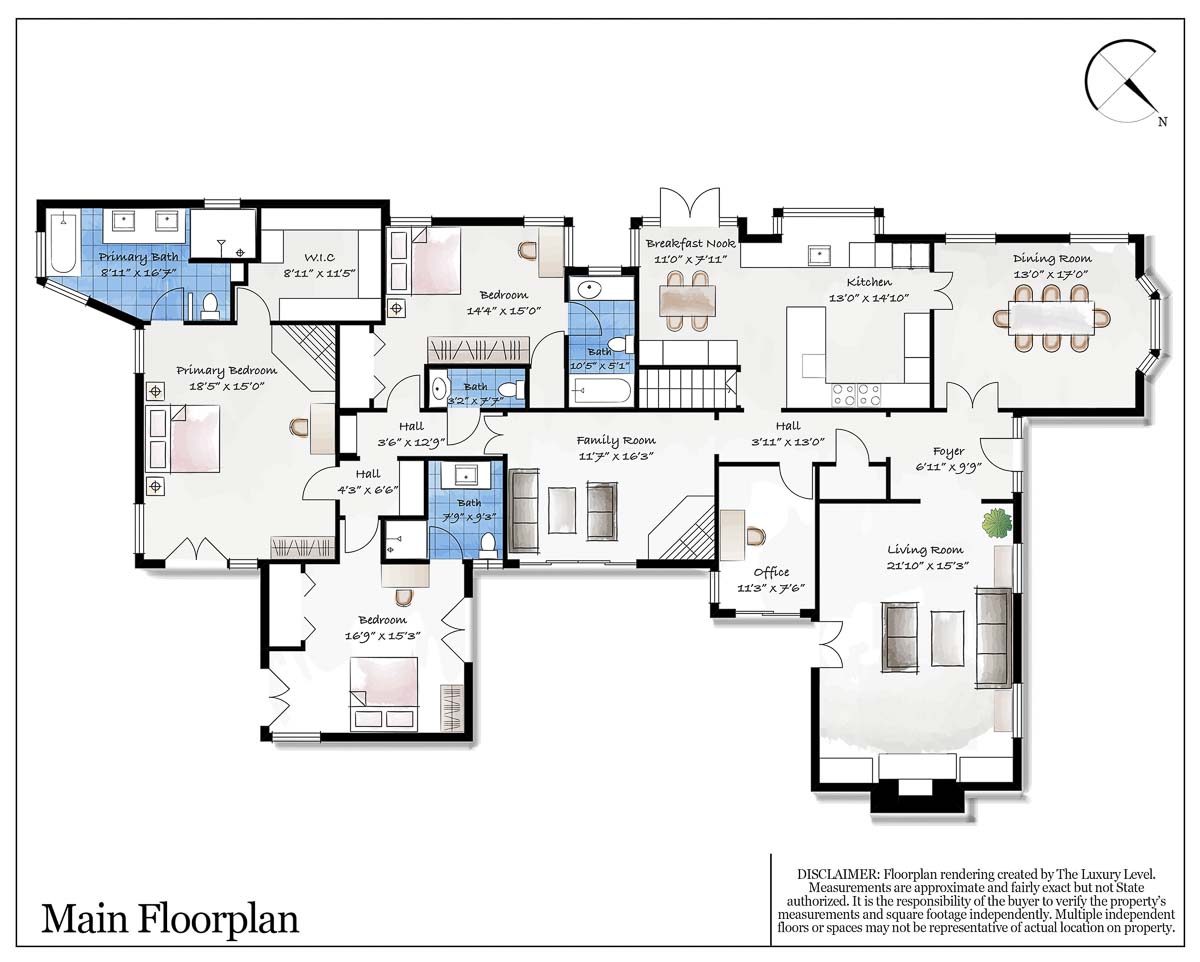 N
Primary Bath
8'11" x 16'7"
W.I.C
8'11" x 11'5"
Bedroom
14'4" x 15'0"
Breakfast Nook
11'0" x 7'11"
Kitchen
13'0" x 14'10"
Dining Room
13'0" x 17'0"
Primary Bedroom
18'5" x 15'0"
Bath
3'2" x 7'7"
Bath
10'5" x 5'1"
Hall
3'6" x 12'9"
Family Room
11'7" x 16'3"
Hall
3'11" x 13'0"
Foyer
6'11" x 9'9"
Hall
4'3" x 6'6"
Bath
7'9" x 9'3"
Office
11'3" x 7'6"
Living Room
21'10" x 15'3"
Bedroom
16'9" x 15'3"
Main Floorplan
DISCLAIMER: Floorplan rendering created by The Luxury Level.
Measurements are approximate and fairly exact but not State
authorized. It is the responsibility of the buyer to verify the property's
measurements and square footage independently. Multiple independent
floors or spaces may not be representative of actual location on property.